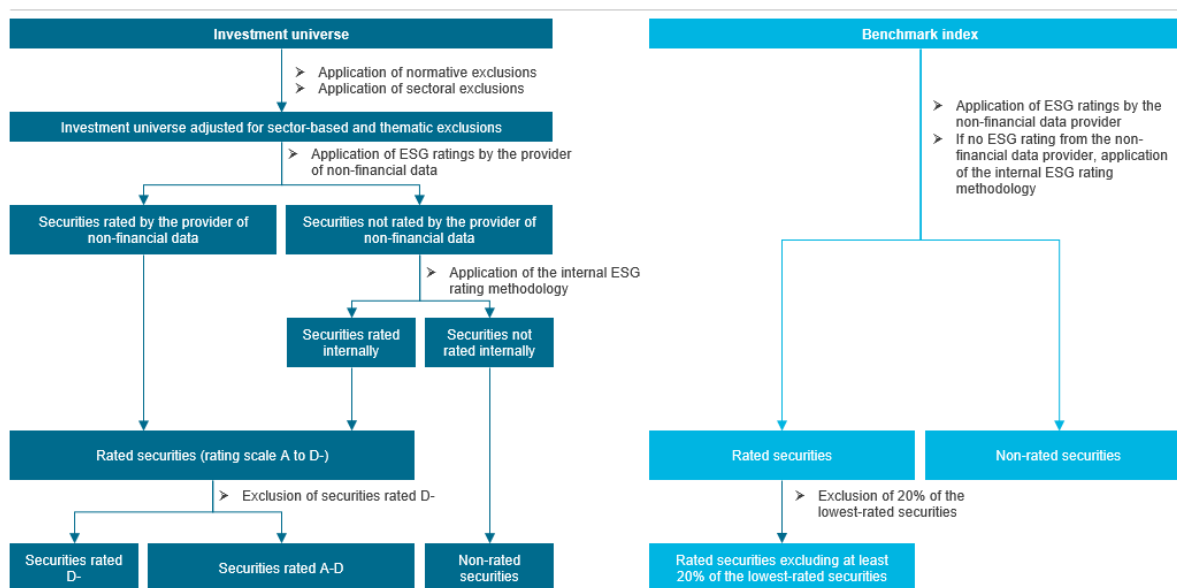 Investment universe
➢ Application of normative exclusions
➢ Application of sectoral exclusions
Investment universe adjusted for sector-based and thematic exclusions
➢ Application of ESG ratings by the provider
of non-financial data
Securities rated by the provider of
non-financial data
Securities not rated by the provider of
non-financial data
➢ Application of the internal ESG
rating methodology
Securities rated
internally
Securities not
rated internally
Rated securities (rating scale A to D-)
➢ Exclusion of securities rated D-
Securities rated
D-
Securities rated A-D
Non-rated
securities
Benchmark index
➢ Application of ESG ratings by the
non-financial data provider
➢ If no ESG rating from the non-
financial data provider, application
of the internal ESG rating
methodology
Rated securities
Non-rated securities
➢ Exclusion of 20% of the
lowest-rated securities
Rated securities excluding at least
20% of the lowest-rated securities